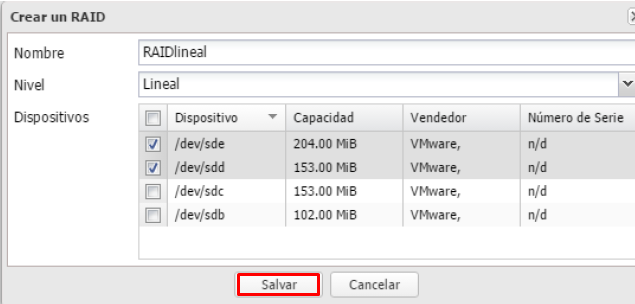 Crear un RAID
Nombre RAIDlineal
Nivel Lineal
Dispositivos Dispositivo Capacidad Vendedor Número de Serie
/dev/sde 204.00 MiB VMware, n/d
/dev/sdd 153.00 MiB VMware, n/d
/dev/sdc 153.00 MiB VMware, n/d
/dev/sdb 102.00 MiB VMware, n/d
Salvar Cancelar